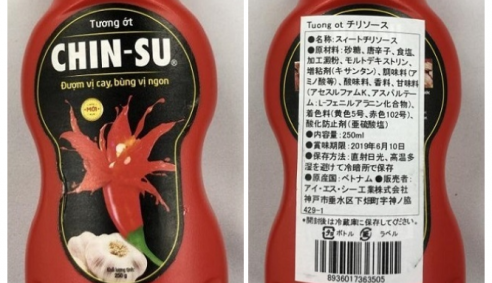 Tương ớt
CHIN-SU®
Đượm vị cay, bùng vị ngon
MỚI
250 g
Tuong ot チリソース
●名称:スィートチリソース
●原材料:砂糖、唐辛子、食塩、
加工澱粉、モルトデキストリン、
増粘剤(キサンタン)、調味料(ア
ミノ酸等)、酸味料、香料、甘味料
(アセスルファムK、アスパルテー
ム:L-フェニルアラニン化合物)、
着色料(黄色5号、赤色102号)、
酸化防止剤(亜硫酸塩)
●内容量:250ml
●賞味期限:2019年6月10日
●保存方法:直射日光、高温多
湿を避けて冷暗所で保存
●原産国:ベトナム ●販売者:
アイ・エス・シー工業株式会社
神戸市垂水区下畑町字神ノ脇
429-1
*開封後は冷蔵庫に保存してください。
ボトル ラベル
8936017363505